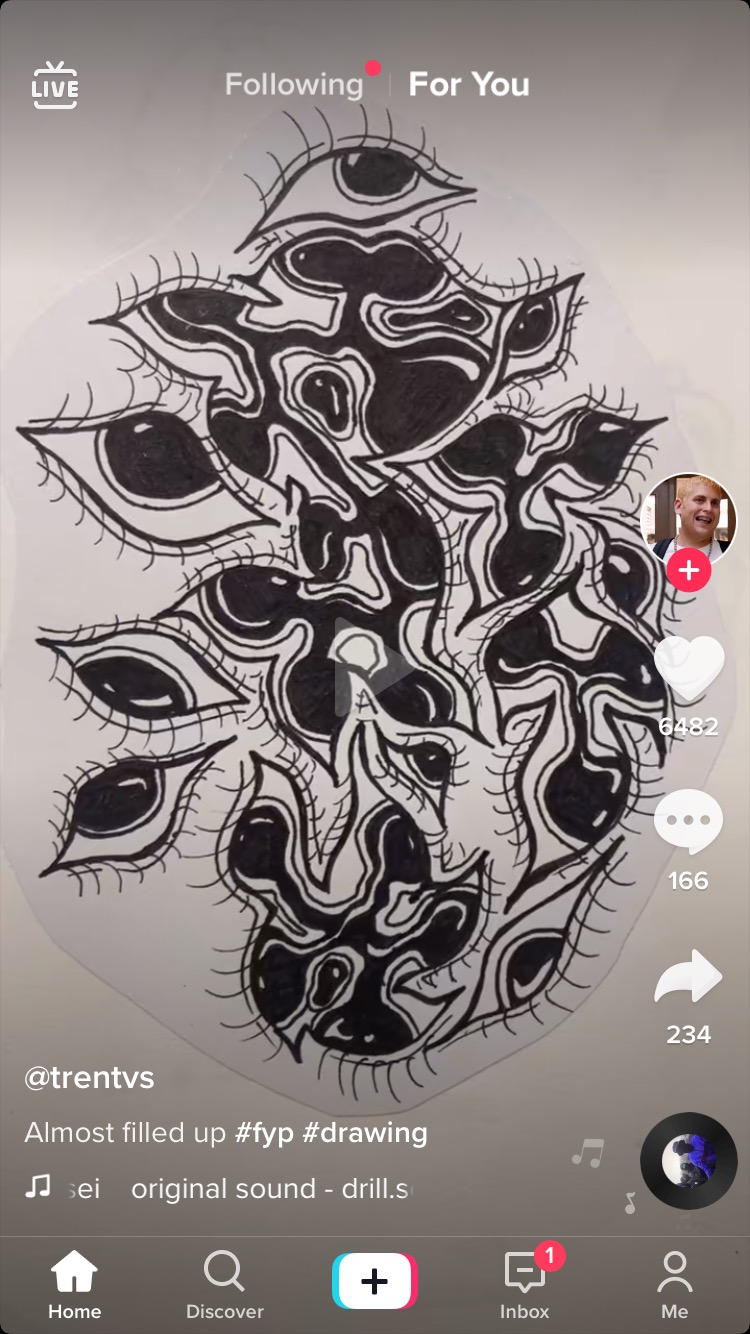 LIVE
Following
For You
6482
166
234
@trentvs
Almost filled up #fyp #drawing
sei original sound - drill.s
1
Home
Discover
Inbox
Me